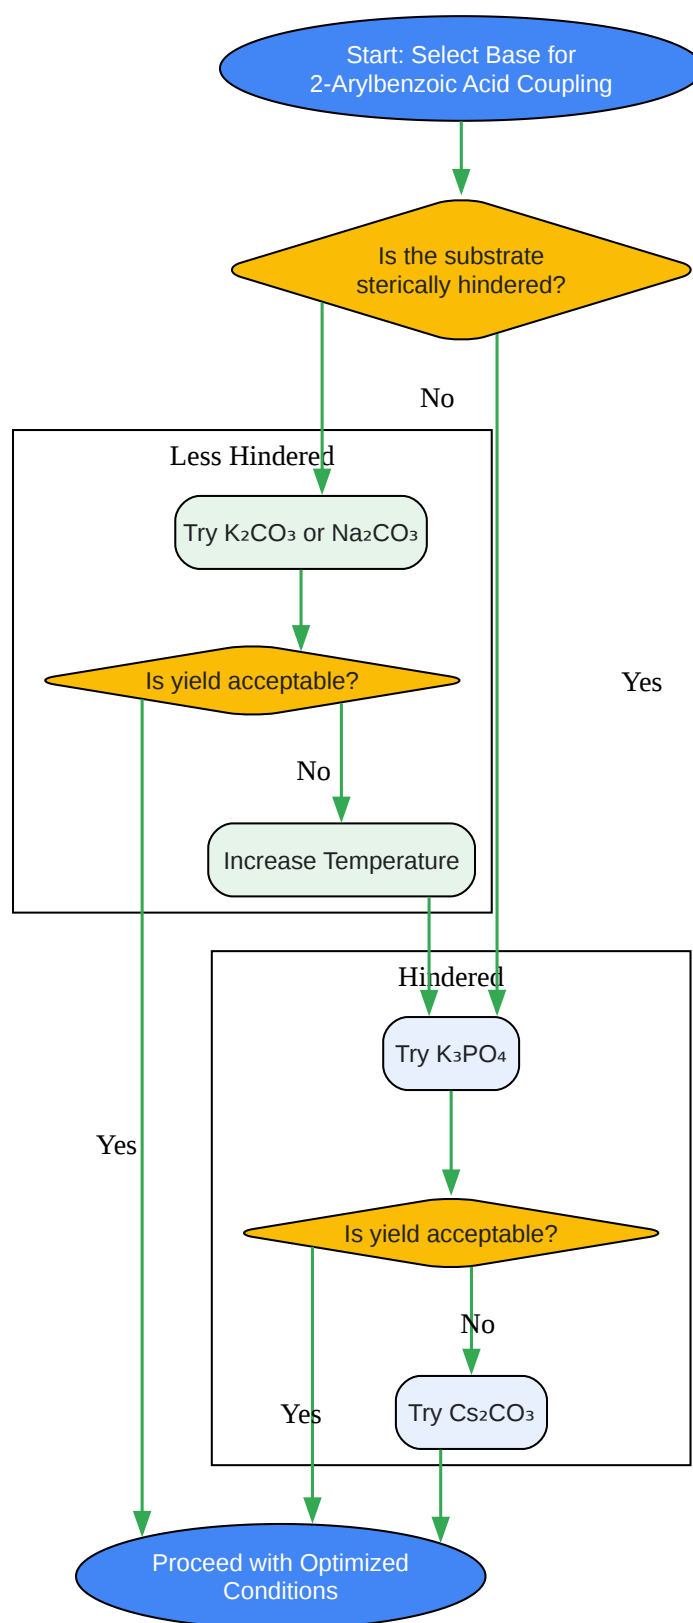 Start: Select Base for
2-Arylbenzoic Acid Coupling
Is the substrate
sterically hindered?
No
Less Hindered
Try K₂CO₃ or Na₂CO₃
Is yield acceptable?
Yes
No
Increase Temperature
Hindered
Try K₃PO₄
Yes
Is yield acceptable?
No
Try Cs₂CO₃
Yes
Proceed with Optimized
Conditions